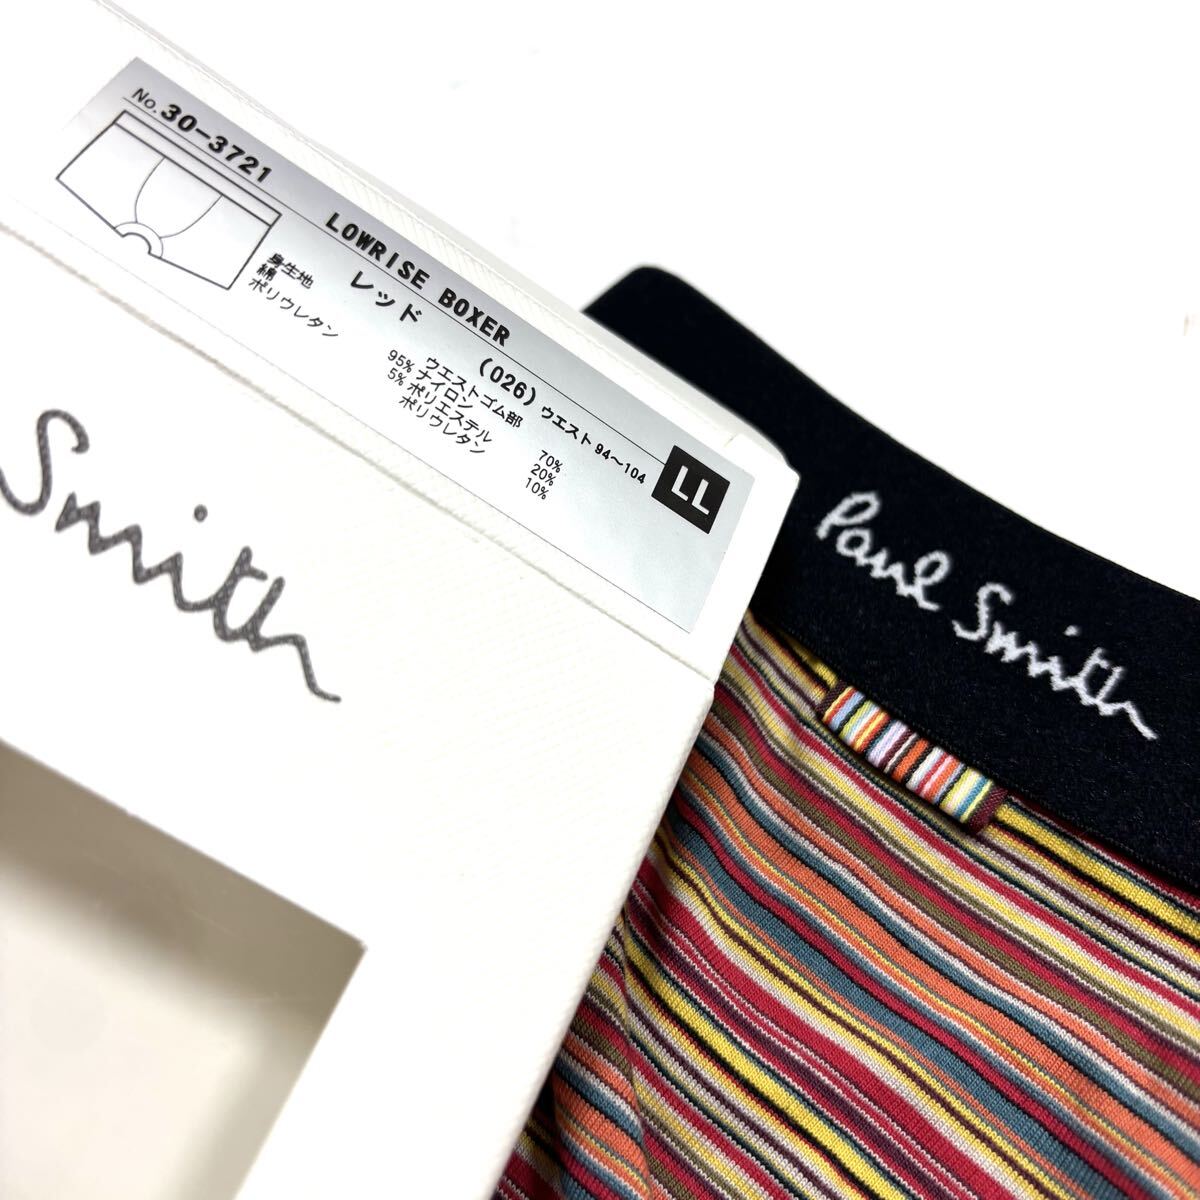 No. 30-3721 LOWRISE BOXER
レッド (026) ウエスト 94～104 LL
身生地 ウエストゴム部
綿 95% ナイロン 70%
ポリウレタン 5% ポリエステル 20%
ポリウレタン 10%
Smith
Paul Smith